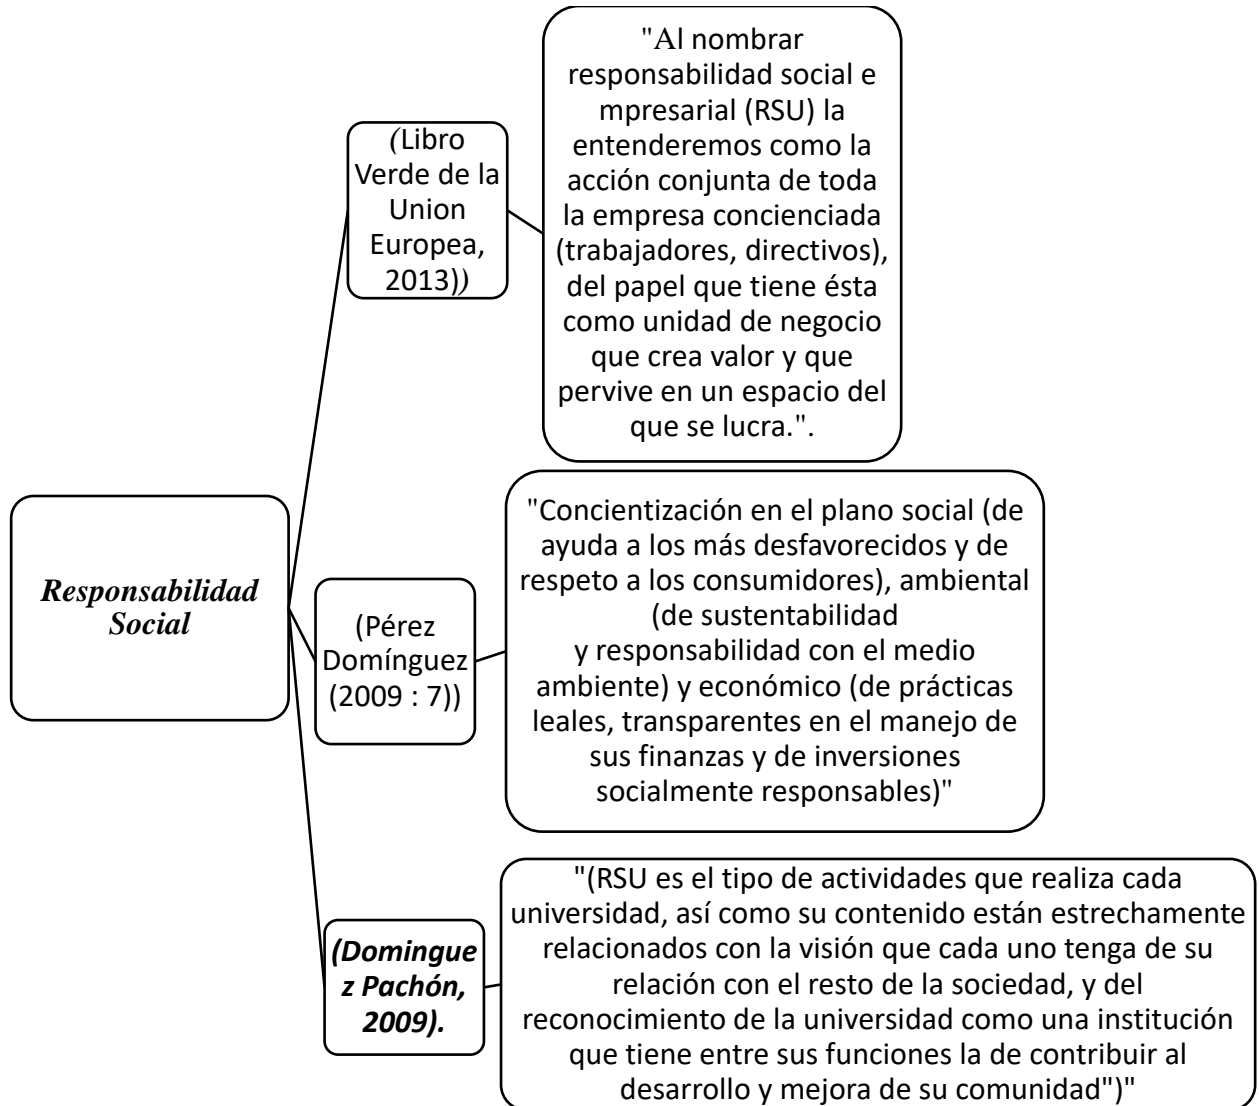 Responsabilidad
Social
(Libro
Verde de la
Union
Europea,
2013))
"Al nombrar
responsabilidad social e
mpresarial (RSU) la
entenderemos como la
acción conjunta de toda
la empresa concienciada
(trabajadores, directivos),
del papel que tiene ésta
como unidad de negocio
que crea valor y que
pervive en un espacio del
que se lucra.".
(Pérez
Domínguez
(2009 : 7))
"Concientización en el plano social (de
ayuda a los más desfavorecidos y de
respeto a los consumidores), ambiental
(de sustentabilidad
y responsabilidad con el medio
ambiente) y económico (de prácticas
leales, transparentes en el manejo de
sus finanzas y de inversiones
socialmente responsables)"
(Domingue
z Pachón,
2009).
"(RSU es el tipo de actividades que realiza cada
universidad, así como su contenido están estrechamente
relacionados con la visión que cada uno tenga de su
relación con el resto de la sociedad, y del
reconocimiento de la universidad como una institución
que tiene entre sus funciones la de contribuir al
desarrollo y mejora de su comunidad")"